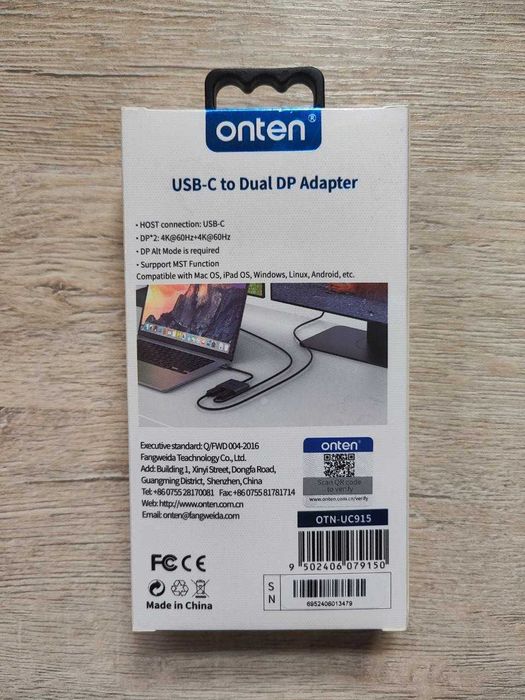 onten®
USB-C to Dual DP Adapter
· HOST connection: USB-C
· DP*2: 4K@60Hz+4K@60Hz
· DP Alt Mode is required
· Surpport MST Function
Compatible with Mac OS, iPad OS, Windows, Linux, Android, etc.
Executive standard: Q/FWD 004-2016
Fangweida Teachnology Co., Ltd.
Add: Building 1, Xinyi Street, Dongfa Road,
Guangming District, Shenzhen, China
Tel: +86 0755 28170081 Fax: +86 0755 81781714
Web: http://www.onten.com.cn
Email: onten@fangweida.com
onten®
Scan QR code
to verify
www.onten.com.cn/verify
OTN-UC915
9 502406 079150
FC CE
Made in China
S
N
6952406013479